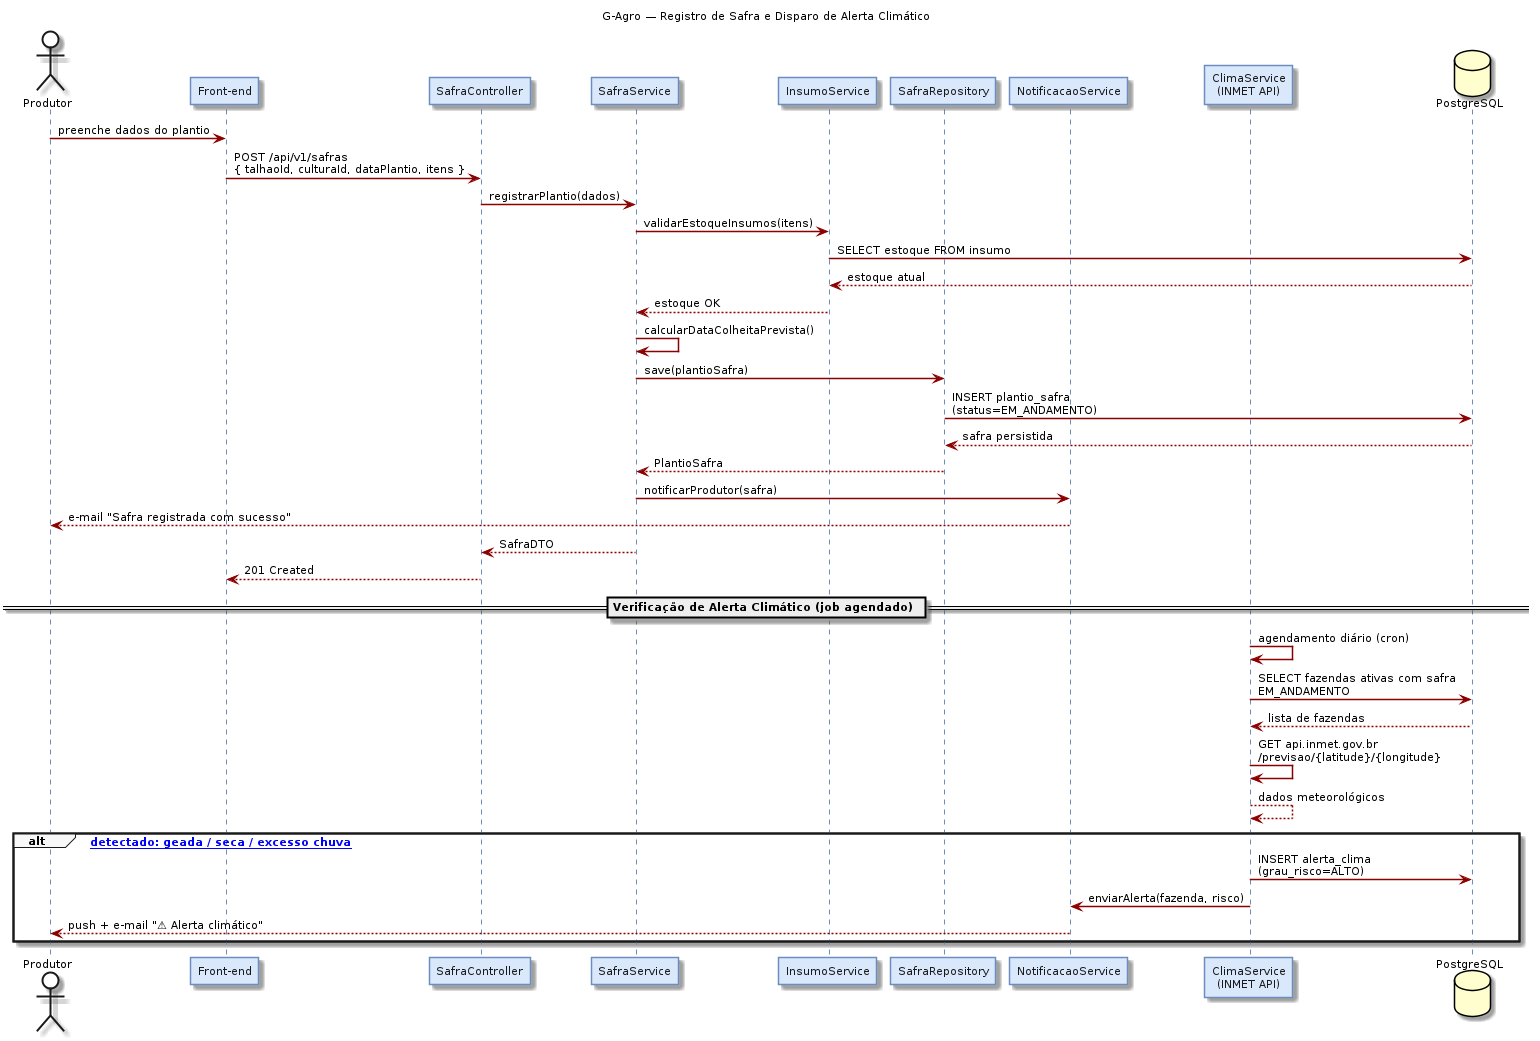 G-Agro — Registro de Safra e Disparo de Alerta Climático
Produtor
Front-end
SafraController
SafraService
InsumoService
SafraRepository
NotificacaoService
ClimaService
(INMET API)
PostgreSQL
preenche dados do plantio
POST /api/v1/safras
{ talhaoId, culturaId, dataPlantio, itens }
registrarPlantio(dados)
validarEstoqueInsumos(itens)
SELECT estoque FROM insumo
estoque atual
estoque OK
calcularDataColheitaPrevista()
save(plantioSafra)
INSERT plantio_safra
(status=EM_ANDAMENTO)
safra persistida
PlantioSafra
notificarProdutor(safra)
e-mail "Safra registrada com sucesso"
SafraDTO
201 Created
Verificação de Alerta Climático (job agendado)
agendamento diário (cron)
SELECT fazendas ativas com safra
EM_ANDAMENTO
lista de fazendas
GET api.inmet.gov.br
/previsao/{latitude}/{longitude}
dados meteorológicos
alt
detectado: geada / seca / excesso chuva
INSERT alerta_clima
(grau_risco=ALTO)
enviarAlerta(fazenda, risco)
push + e-mail "⚠ Alerta climático"
Produtor
Front-end
SafraController
SafraService
InsumoService
SafraRepository
NotificacaoService
ClimaService
(INMET API)
PostgreSQL